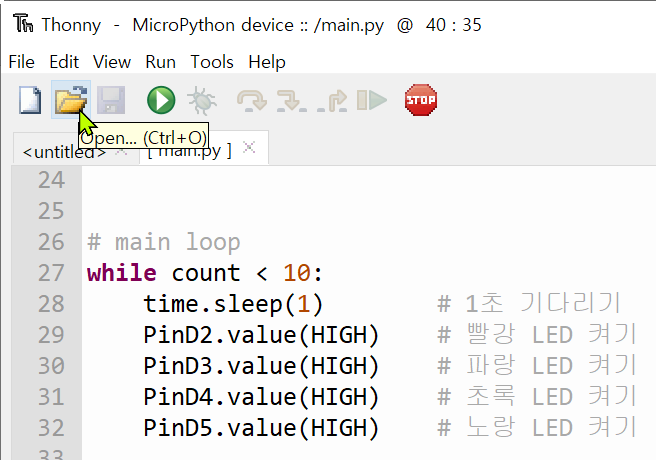 Th Thonny - MicroPython device :: /main.py @ 40 : 35
File Edit View Run Tools Help
STOP
Open... (Ctrl+O)
<untitled> × [ main.py ] ×
24
25
26 # main loop
27 while count < 10:
28 time.sleep(1) # 1초 기다리기
29 PinD2.value(HIGH) # 빨강 LED 켜기
30 PinD3.value(HIGH) # 파랑 LED 켜기
31 PinD4.value(HIGH) # 초록 LED 켜기
32 PinD5.value(HIGH) # 노랑 LED 켜기
33